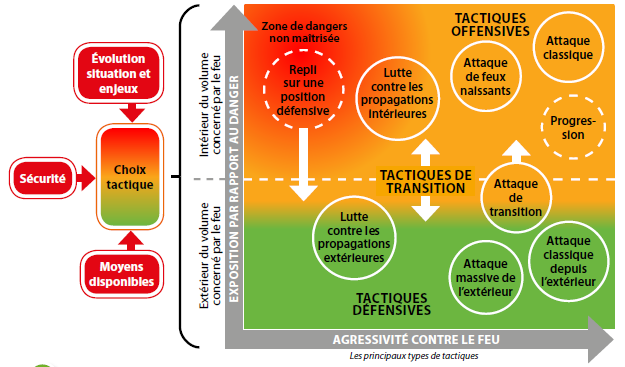 Évolution
situation et
enjeux
Sécurité
Choix
tactique
Moyens
disponibles
EXPOSITION PAR RAPPORT AU DANGER
Intérieur du volume
concerné par le feu
Extérieur du volume
concerné par le feu
Zone de dangers
non maîtrisée
Repli
sur une
position
défensive
Lutte
contre les
propagations
intérieures
TACTIQUES
OFFENSIVES
Attaque
de feux
naissants
Attaque
classique
Progres-
sion
TACTIQUES DE
TRANSITION
Attaque
de
transition
Lutte
contre les
propagations
extérieures
Attaque
massive de
l'extérieur
Attaque
classique
depuis
l'extérieur
TACTIQUES
DÉFENSIVES
AGRESSIVITÉ CONTRE LE FEU
Les principaux types de tactiques